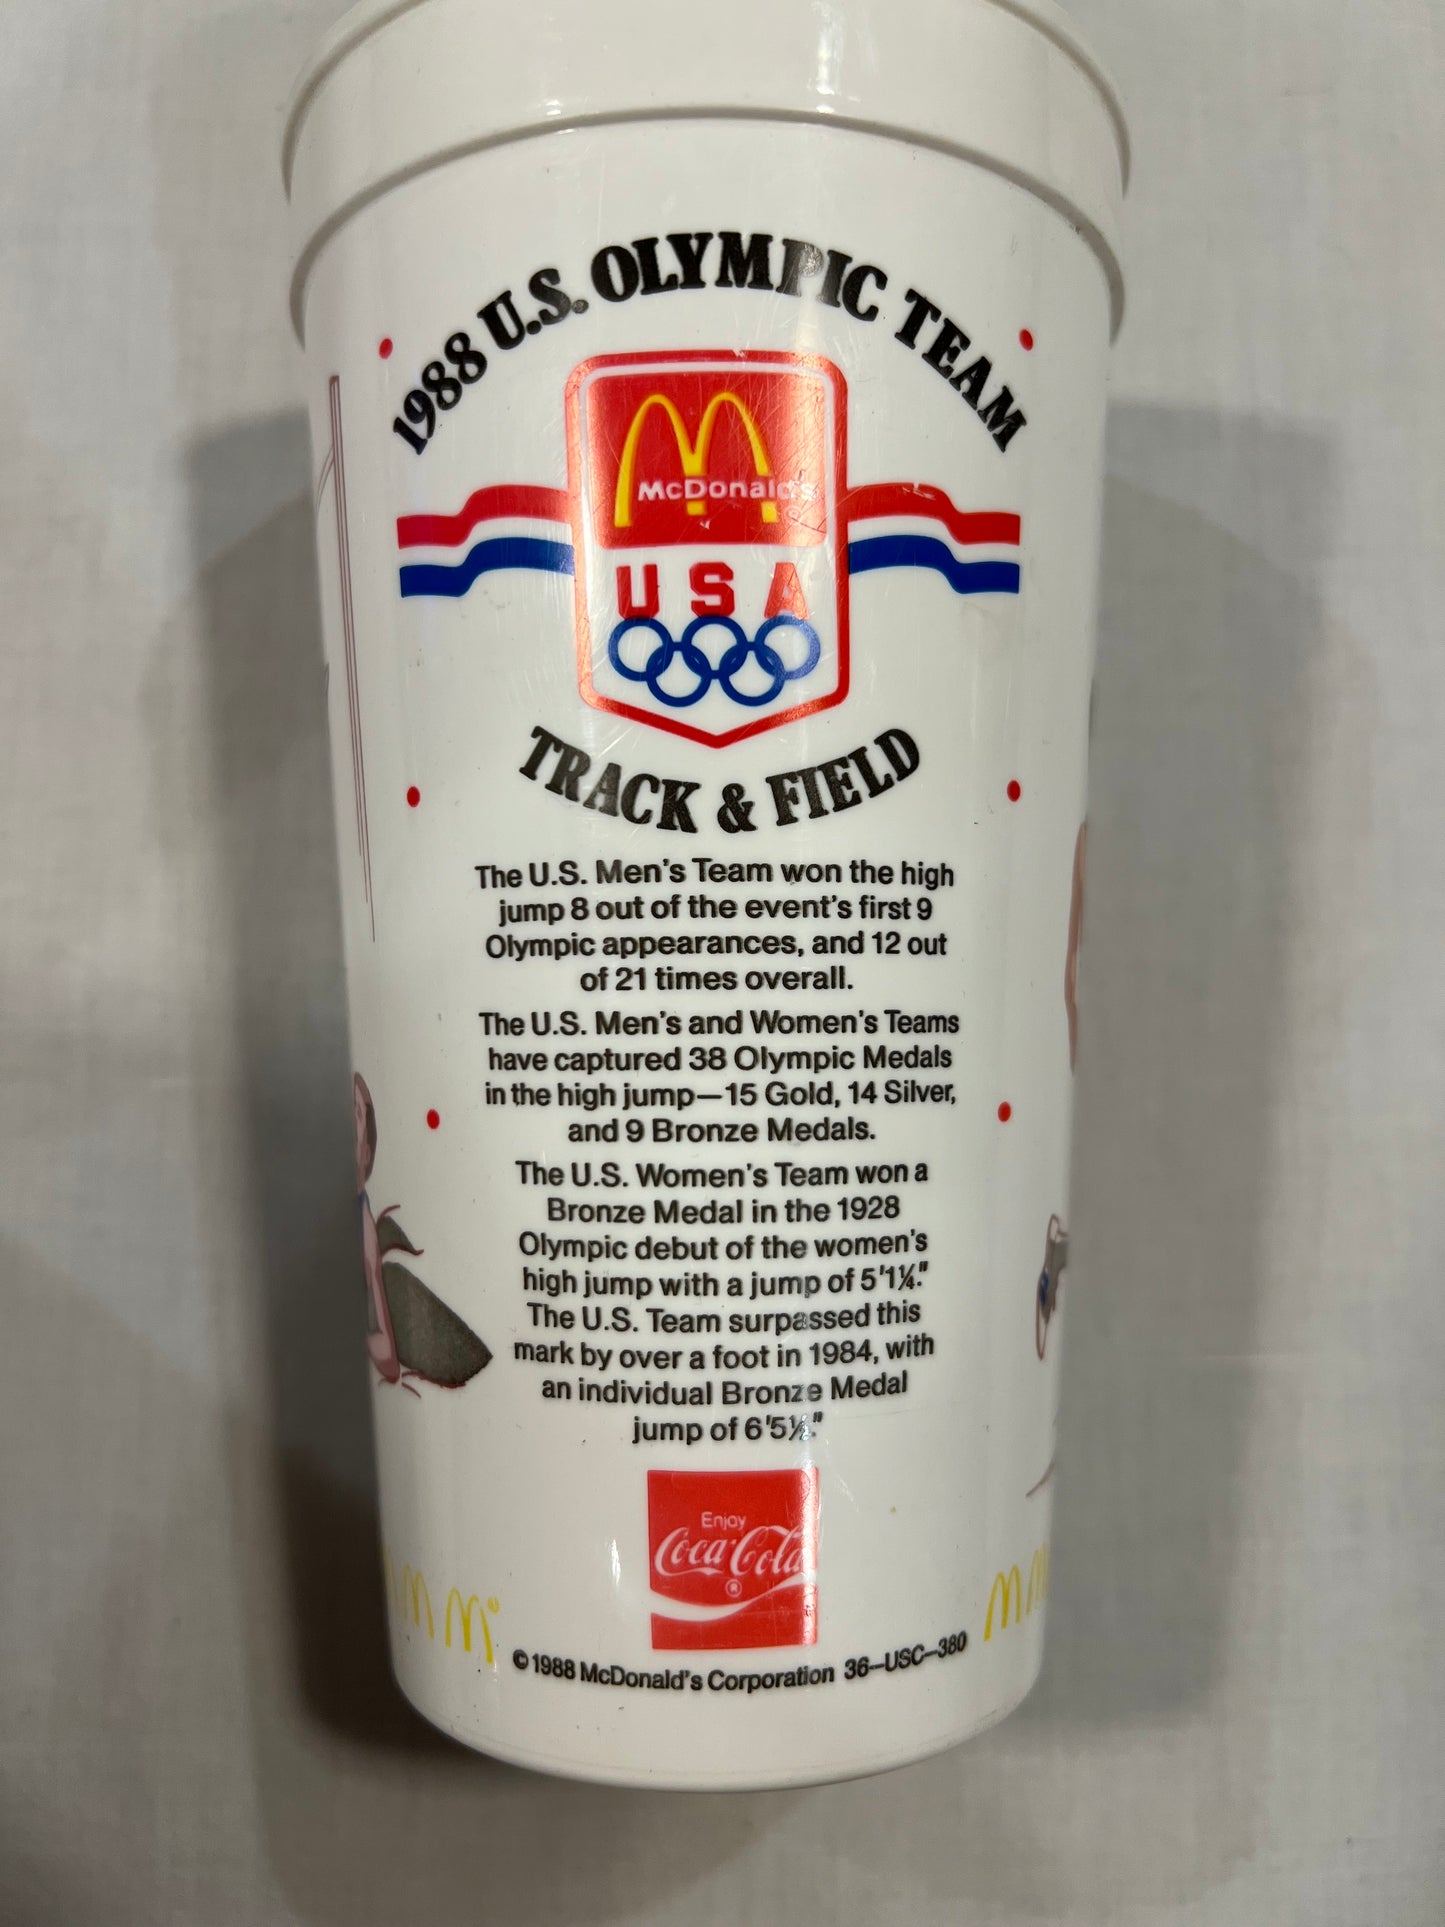 1988 U.S. OLYMPIC TEAM
McDonald's
USA
TRACK & FIELD
The U.S. Men's Team won the high
jump 8 out of the event's first 9
Olympic appearances, and 12 out
of 21 times overall.
The U.S. Men's and Women's Teams
have captured 38 Olympic Medals
in the high jump—15 Gold, 14 Silver,
and 9 Bronze Medals.
The U.S. Women's Team won a
Bronze Medal in the 1928
Olympic debut of the women's
high jump with a jump of 5'1¼."
The U.S. Team surpassed this
mark by over a foot in 1984, with
an individual Bronze Medal
jump of 6'5½."
Enjoy
Coca-Cola
®
© 1988 McDonald's Corporation 36–USC–380